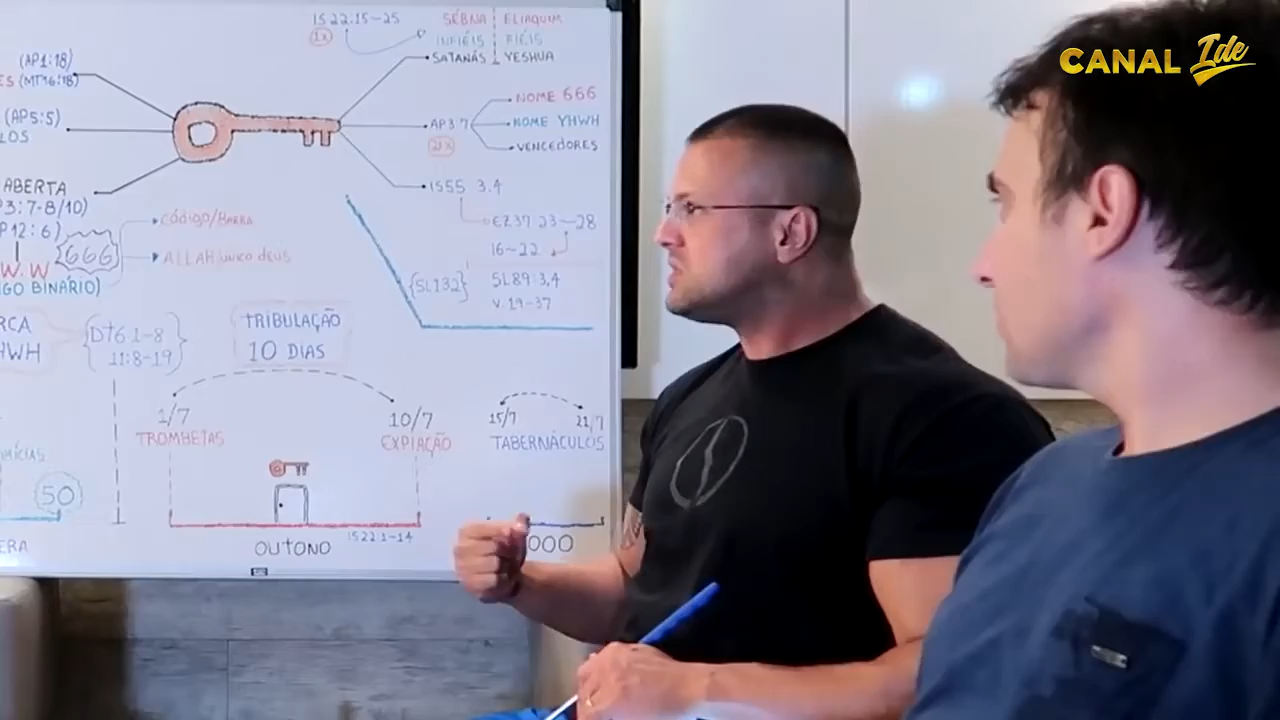 CANAL Ide
IS 22:15-25
1x
SÉBNA
ELIAQUIM
INFIÉIS
FIÉIS
SATANÁS
YESHUA
(AP1:18)
ES (MT16:18)
(AP5:5)
LOS
ABERTA
P3:7-8/10)
P12:6)
W.W
GO BINÁRIO)
666
CÓDIGO/BARRA
ALLAH único deus
AP3 7
NOME 666
NOME YHWH
VENCEDORES
IS55 3.4
EZ37 23-28
16-22
{SL132}
SL89:3,4
V.19-37
RCA
HWH
{DT6 1-8
11:8-19}
TRIBULAÇÃO
10 DIAS
1/7
TROMBETAS
10/7
EXPIAÇÃO
15/7
21/7
TABERNÁCULOS
ÍCIAS
50
ERA
OUTONO
IS22:1-14
000